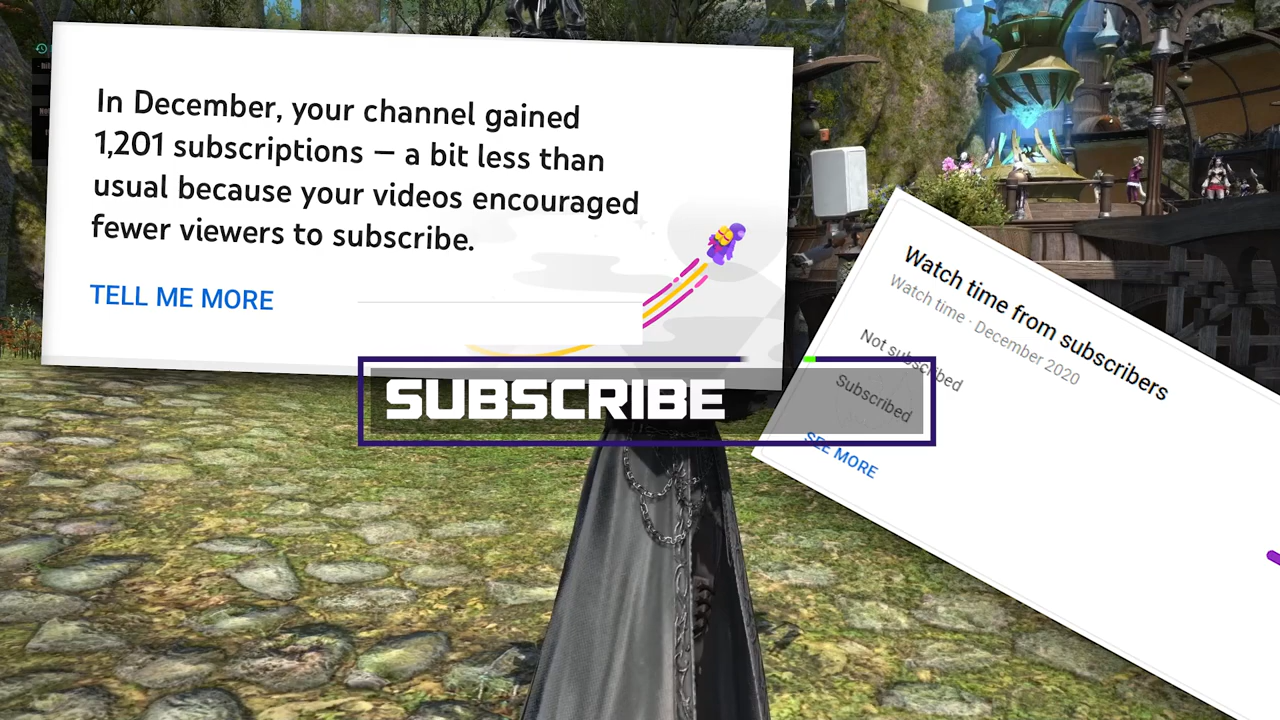 In December, your channel gained
1,201 subscriptions – a bit less than
usual because your videos encouraged
fewer viewers to subscribe.
TELL ME MORE
SUBSCRIBE
Watch time from subscribers
Watch time · December 2020
Not subscribed
Subscribed
SEE MORE